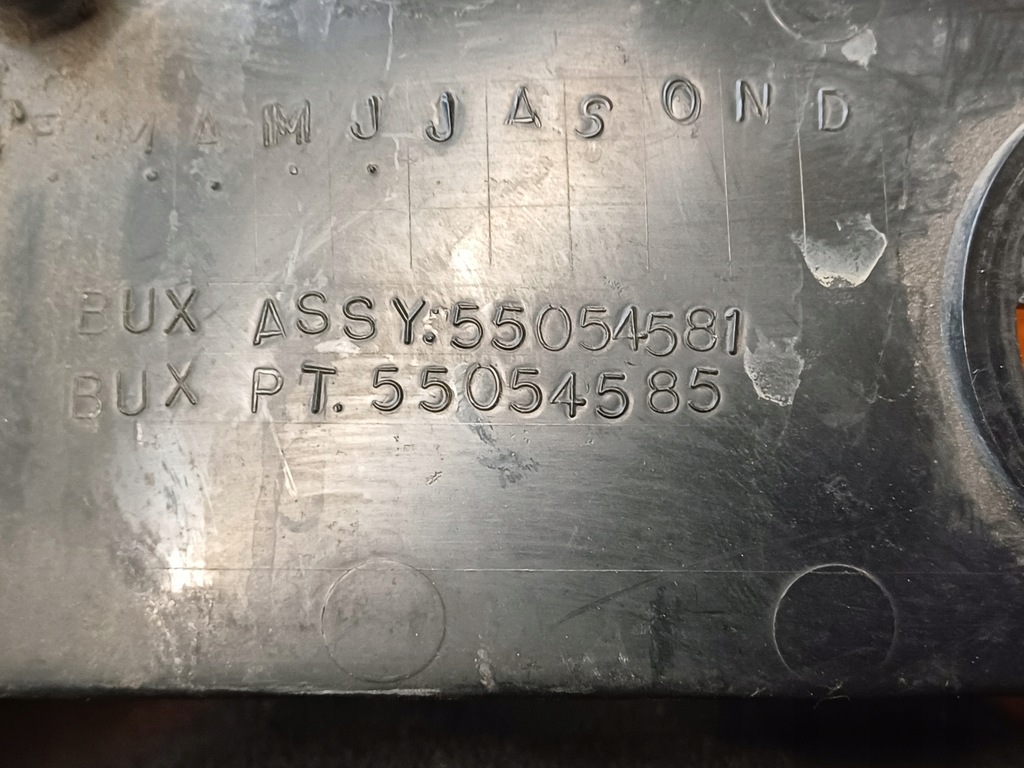 F M A M J J A S O N D
BUX ASSY. 55054581
BUX PT. 55054585